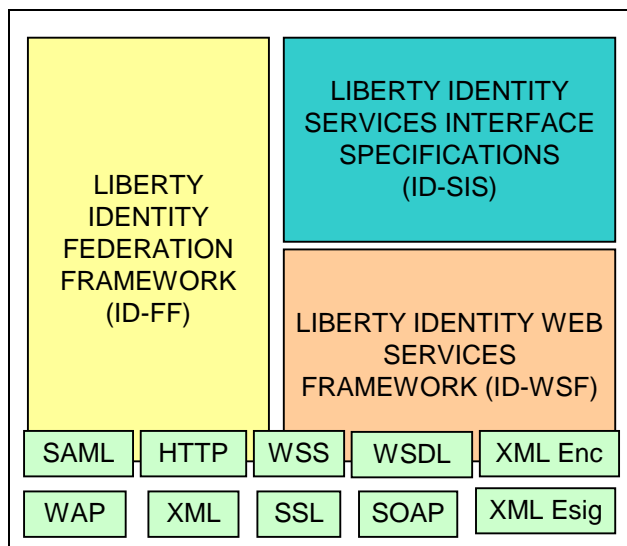 LIBERTY
IDENTITY
FEDERATION
FRAMEWORK
(ID-FF)
LIBERTY IDENTITY
SERVICES INTERFACE
SPECIFICATIONS
(ID-SIS)
LIBERTY IDENTITY WEB
SERVICES
FRAMEWORK (ID-WSF)
SAML
HTTP
WSS
WSDL
XML Enc
WAP
XML
SSL
SOAP
XML Esig